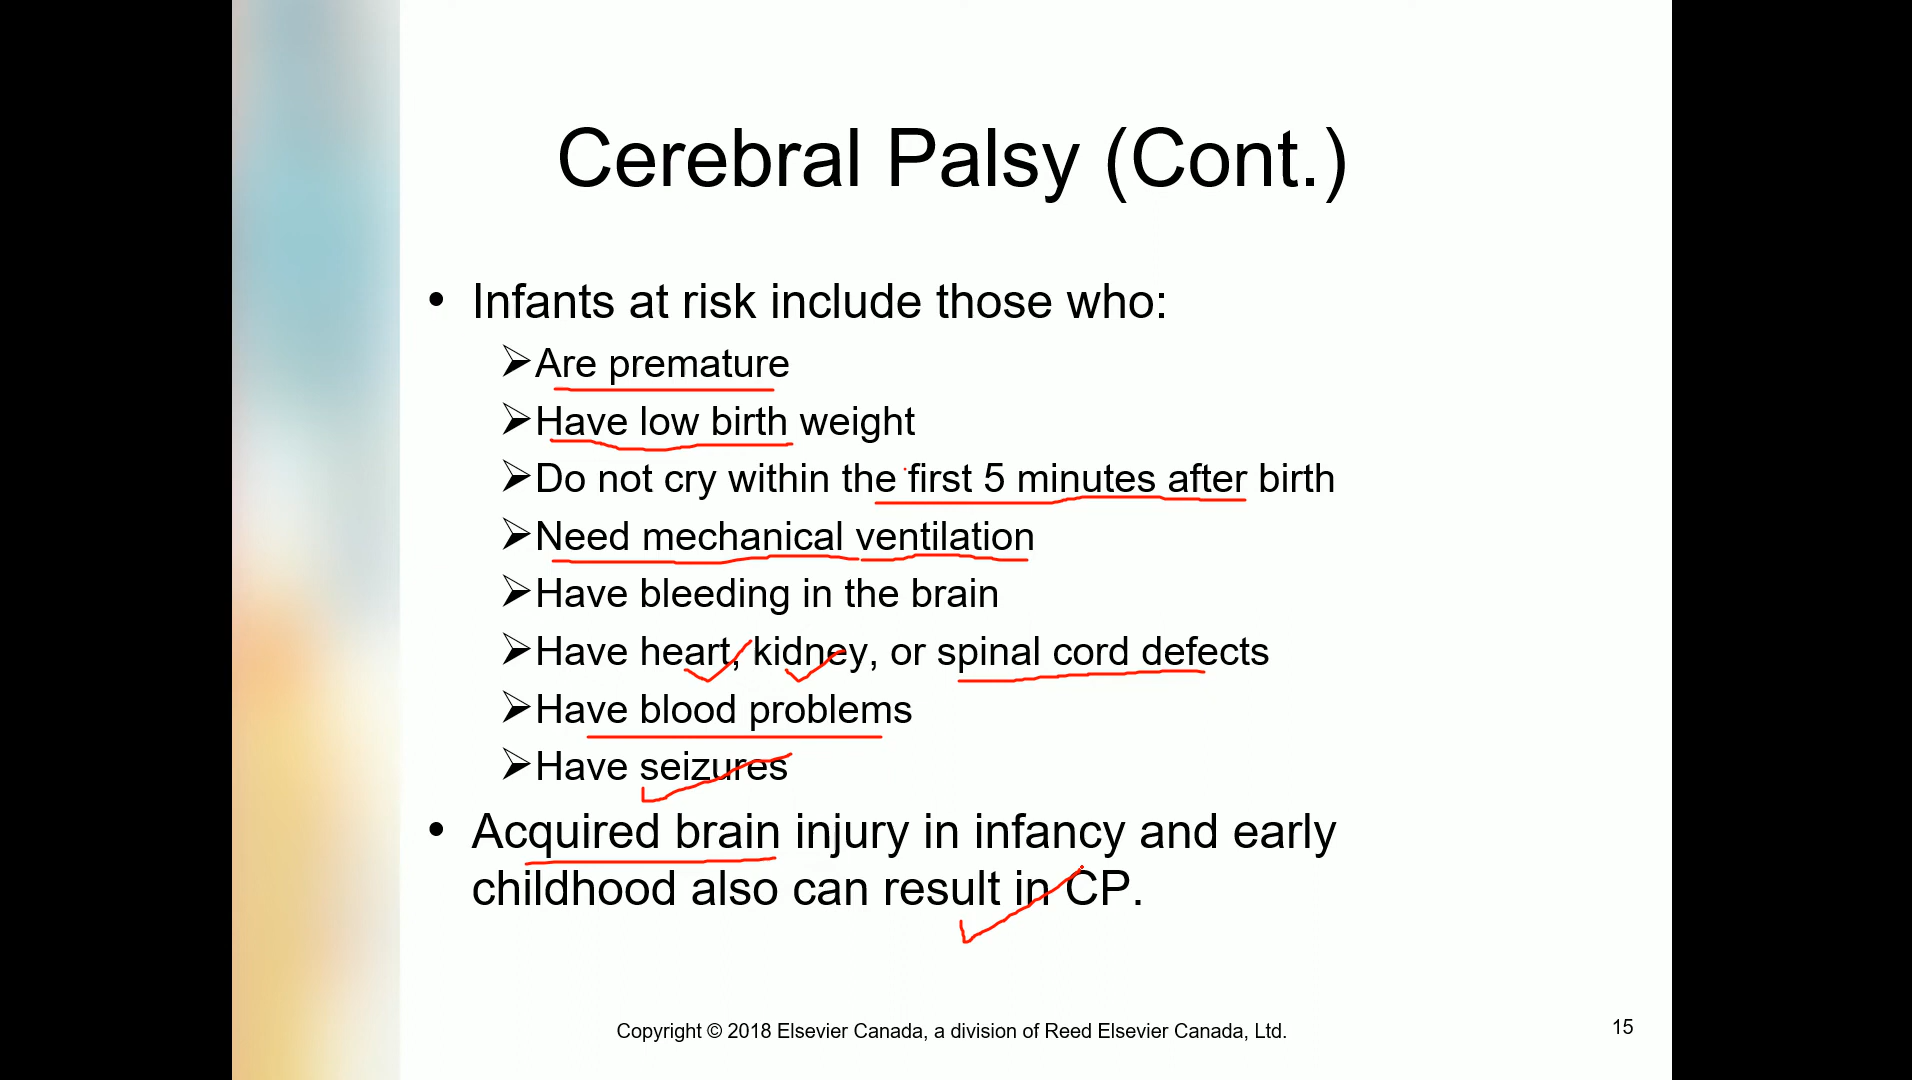 Cerebral Palsy (Cont.)
• Infants at risk include those who:
➢Are premature
➢Have low birth weight
➢Do not cry within the first 5 minutes after birth
➢Need mechanical ventilation
➢Have bleeding in the brain
➢Have heart, kidney, or spinal cord defects
➢Have blood problems
➢Have seizures
• Acquired brain injury in infancy and early
childhood also can result in CP.
Copyright © 2018 Elsevier Canada, a division of Reed Elsevier Canada, Ltd.
15